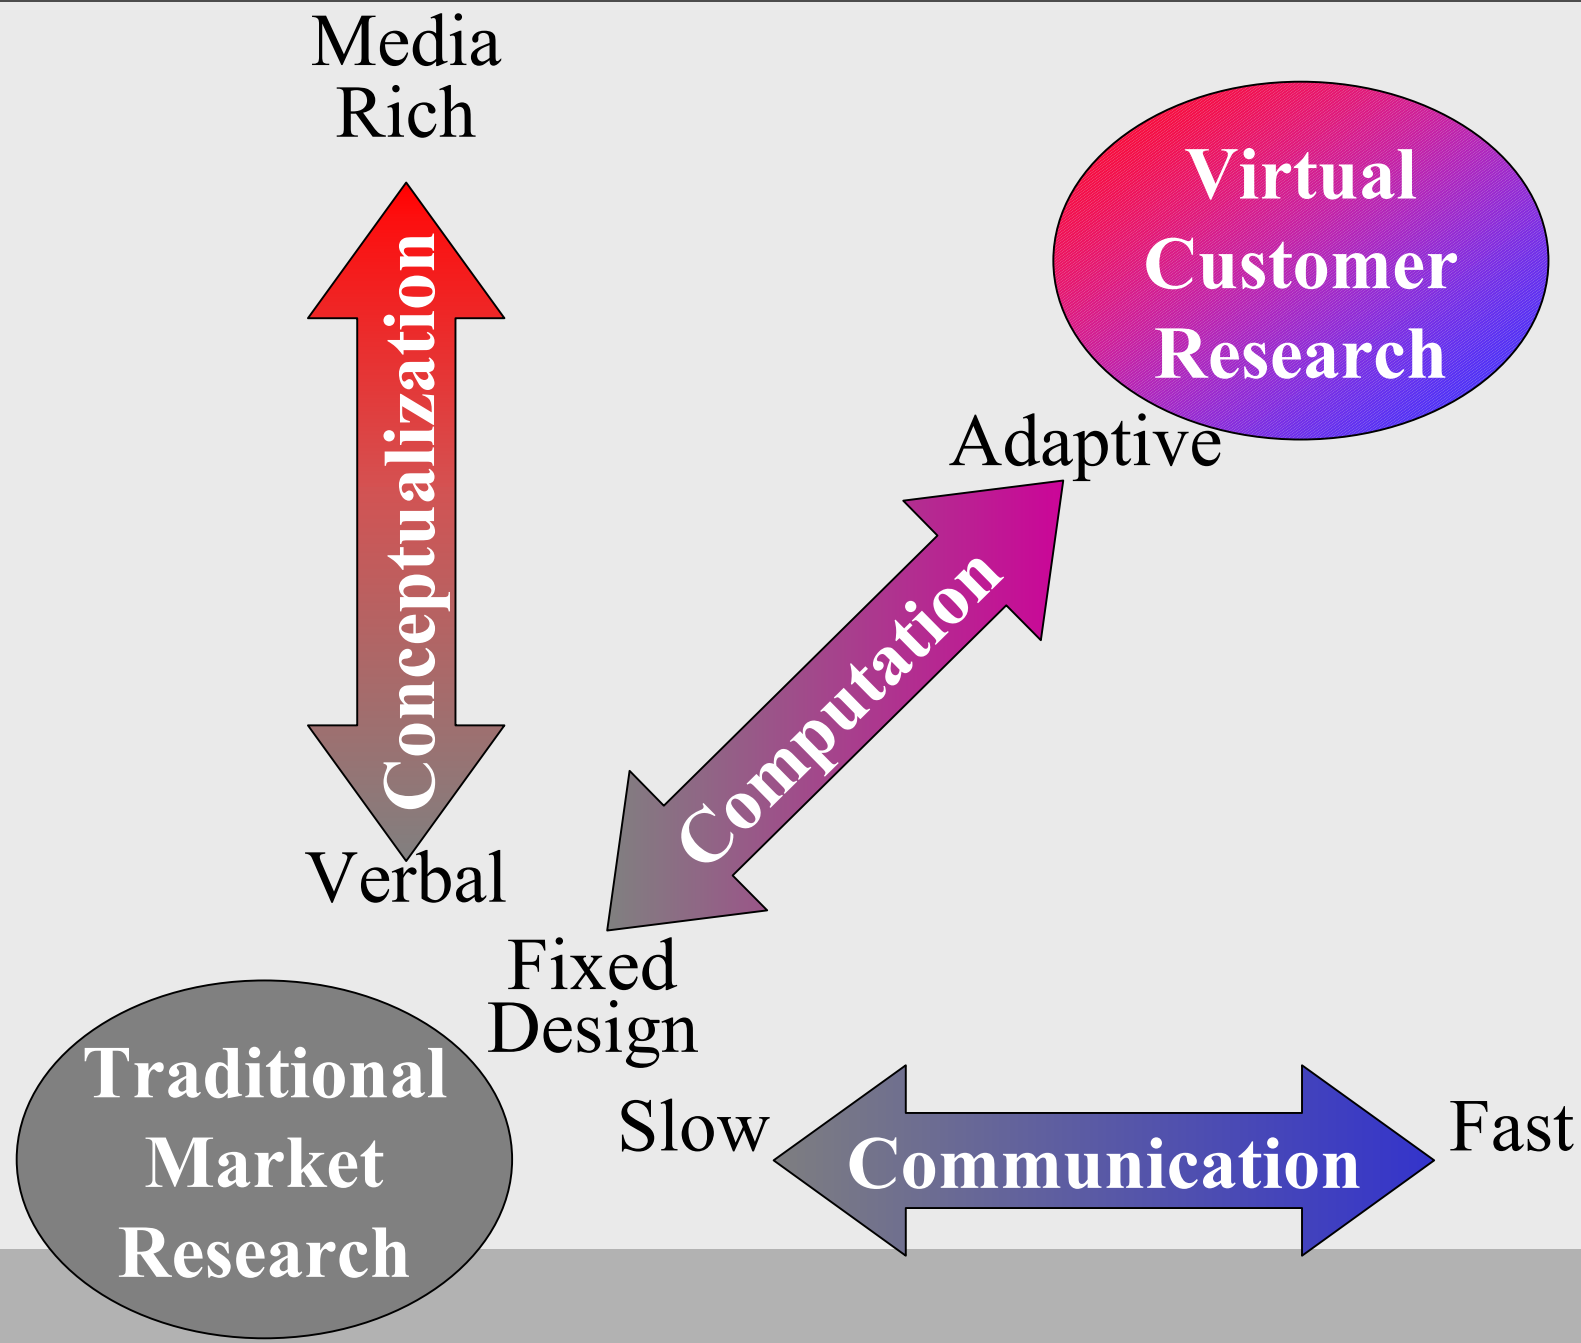 Media
Rich
Virtual
Customer
Research
Conceptualization
Adaptive
Computation
Verbal
Fixed
Design
Traditional
Market
Research
Slow
Communication
Fast